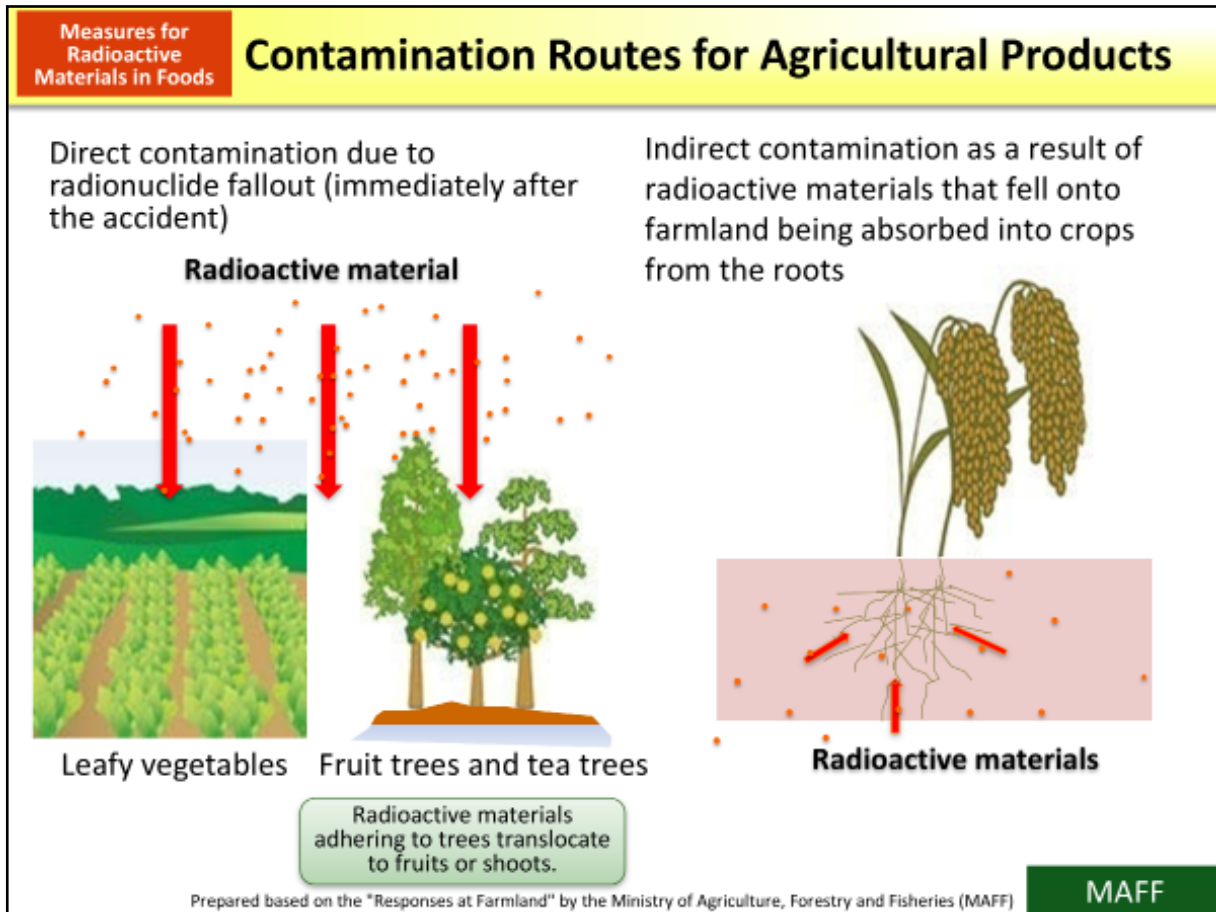 Measures for
Radioactive
Materials in Foods
Contamination Routes for Agricultural Products
Direct contamination due to
radionuclide fallout (immediately after
the accident)
Radioactive material
Leafy vegetables
Fruit trees and tea trees
Radioactive materials
adhering to trees translocate
to fruits or shoots.
Indirect contamination as a result of
radioactive materials that fell onto
farmland being absorbed into crops
from the roots
Radioactive materials
Prepared based on the "Responses at Farmland" by the Ministry of Agriculture, Forestry and Fisheries (MAFF)
MAFF